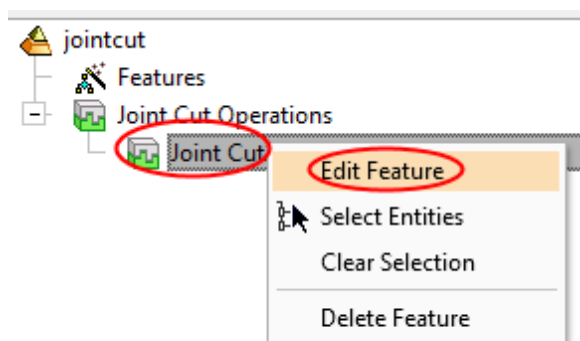 jointcut
Features
Joint Cut Operations
Joint Cut
Edit Feature
Select Entities
Clear Selection
Delete Feature